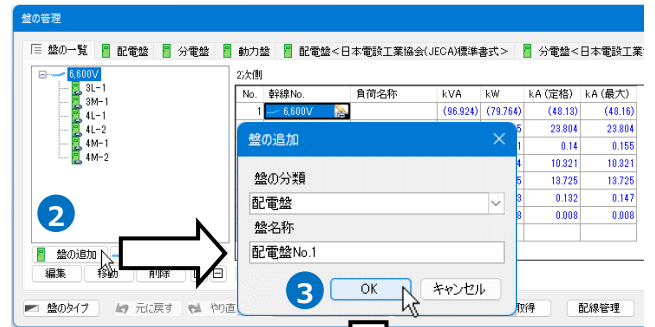 盤の管理
盤の一覧 配電盤 分電盤 動力盤 配電盤<日本電設工業協会(JECA)標準書式> 分電盤<日本電設工業
6,600V
3L-1
3M-1
4L-1
4L-2
4M-1
4M-2
2次側
No. 幹線No. 負荷名称 kVA kW kA(定格) kA(最大)
1 6,600V (96.924) (79.764) (48.13) (48.16)
5 23.804 23.804
1 0.14 0.155
4 10.321 10.321
5 13.725 13.725
3 0.132 0.147
8 0.008 0.008
盤の追加
盤の分類
配電盤
盤名称
配電盤No.1
OK キャンセル
2
3
盤の追加
編集 移動 削除
盤のタイプ 元に戻す やり直 取得 配線管理